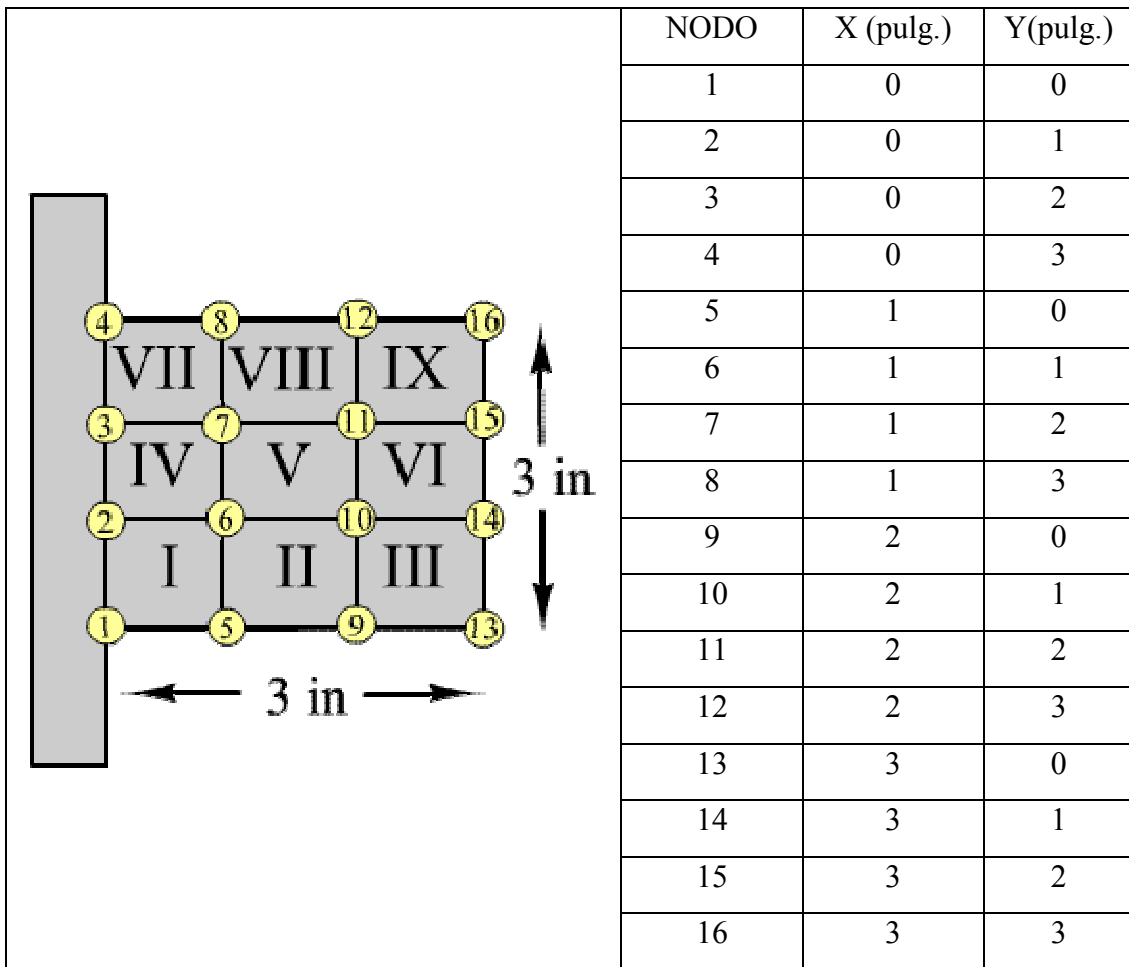 4 8 12 16
VII VIII IX
3 7 11 15
IV V VI
3 in
2 6 10 14
I II III
1 5 9 13
3 in
NODO X (pulg.) Y(pulg.)
1 0 0
2 0 1
3 0 2
4 0 3
5 1 0
6 1 1
7 1 2
8 1 3
9 2 0
10 2 1
11 2 2
12 2 3
13 3 0
14 3 1
15 3 2
16 3 3